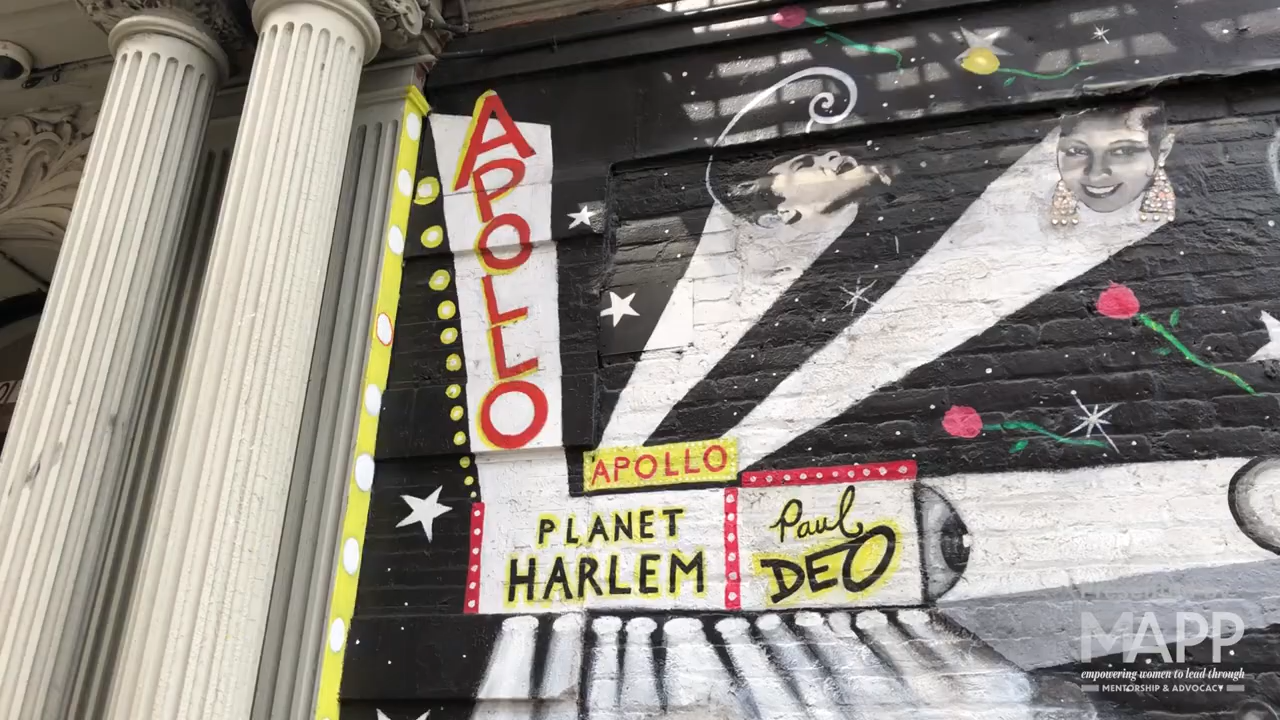 APOLLO
APOLLO
PLANET
HARLEM
Paul
DEO
MAPP
empowering women to lead through
MENTORSHIP & ADVOCACY